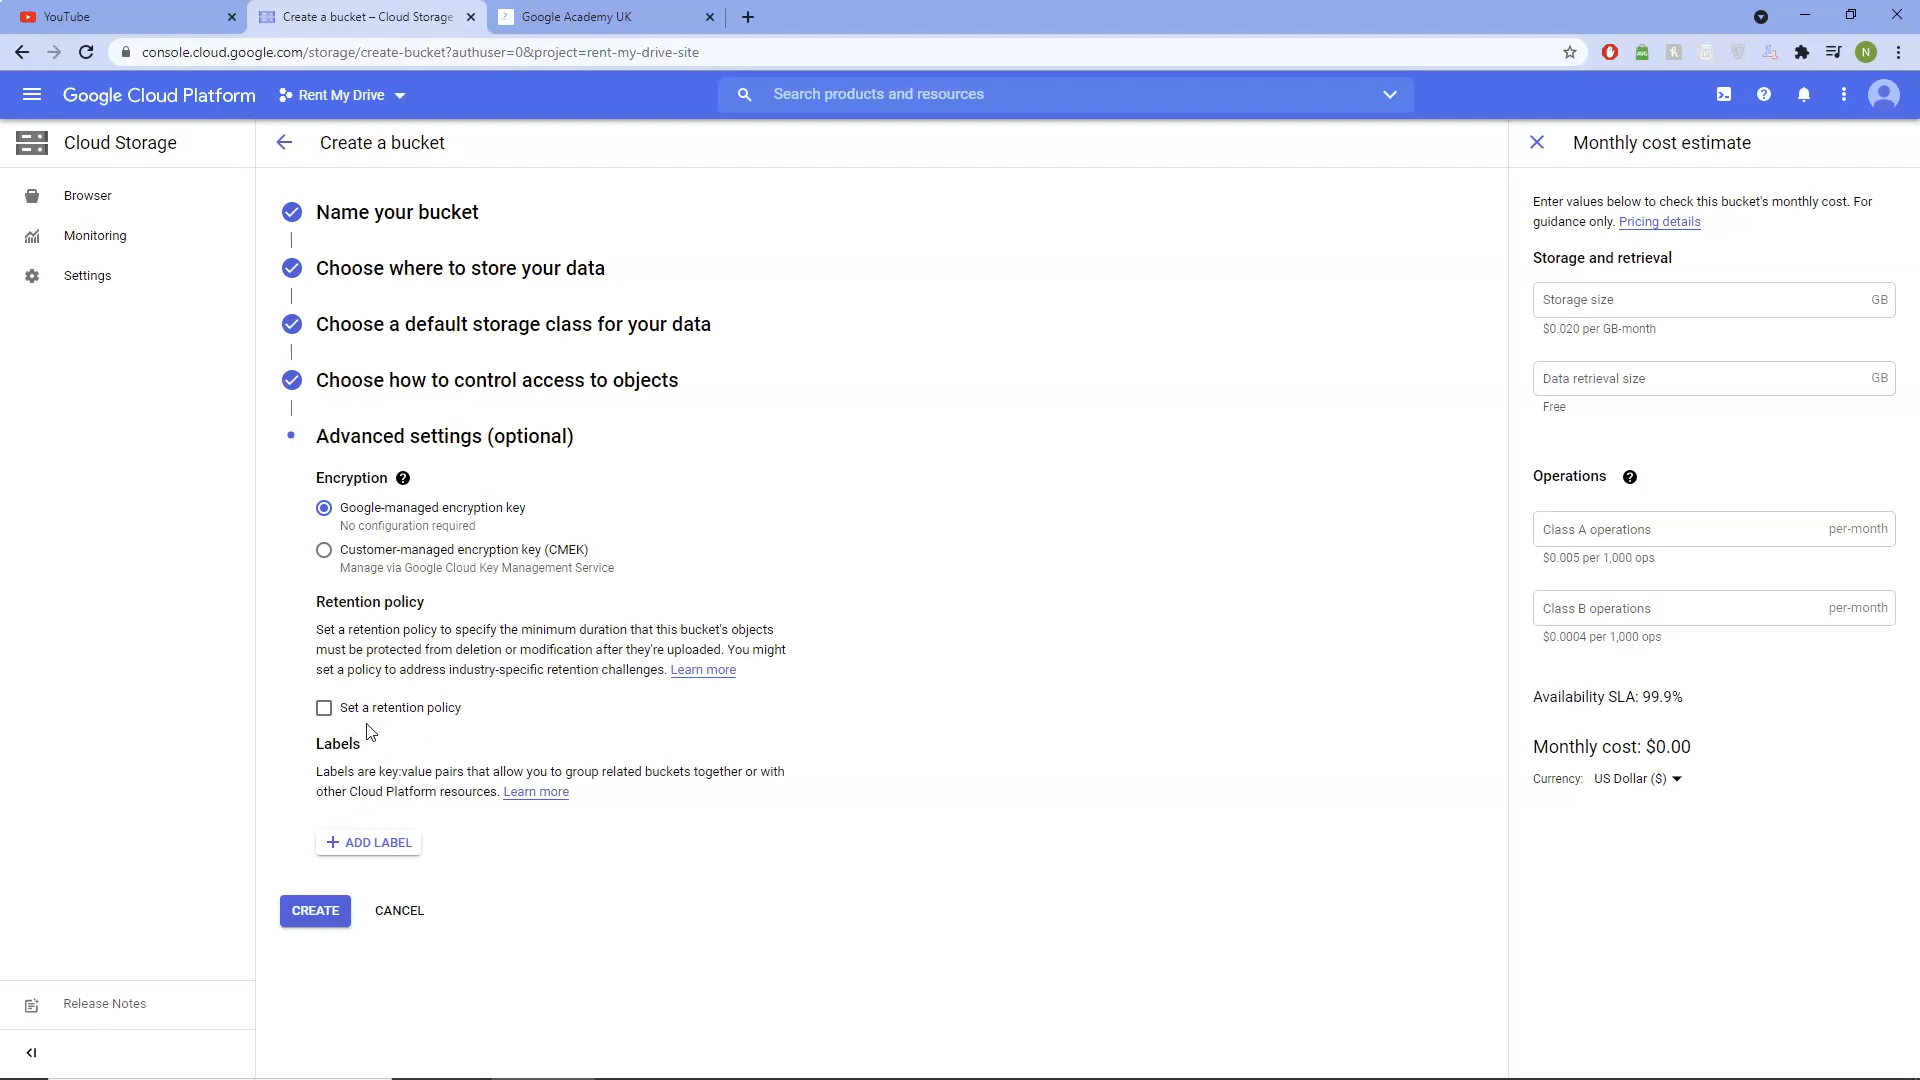 YouTube
Create a bucket – Cloud Storage
Google Academy UK
console.cloud.google.com/storage/create-bucket?authuser=0&project=rent-my-drive-site
N
Google Cloud Platform
Rent My Drive
Search products and resources
Cloud Storage
Browser
Monitoring
Settings
Release Notes
Create a bucket
Name your bucket
Choose where to store your data
Choose a default storage class for your data
Choose how to control access to objects
Advanced settings (optional)
Encryption
Google-managed encryption key
No configuration required
Customer-managed encryption key (CMEK)
Manage via Google Cloud Key Management Service
Retention policy
Set a retention policy to specify the minimum duration that this bucket's objects
must be protected from deletion or modification after they're uploaded. You might
set a policy to address industry-specific retention challenges. Learn more
Set a retention policy
Labels
Labels are key:value pairs that allow you to group related buckets together or with
other Cloud Platform resources. Learn more
ADD LABEL
CREATE CANCEL
Monthly cost estimate
Enter values below to check this bucket's monthly cost. For
guidance only. Pricing details
Storage and retrieval
Storage size GB
$0.020 per GB-month
Data retrieval size GB
Free
Operations
Class A operations per-month
$0.005 per 1,000 ops
Class B operations per-month
$0.0004 per 1,000 ops
Availability SLA: 99.9%
Monthly cost: $0.00
Currency: US Dollar ($)